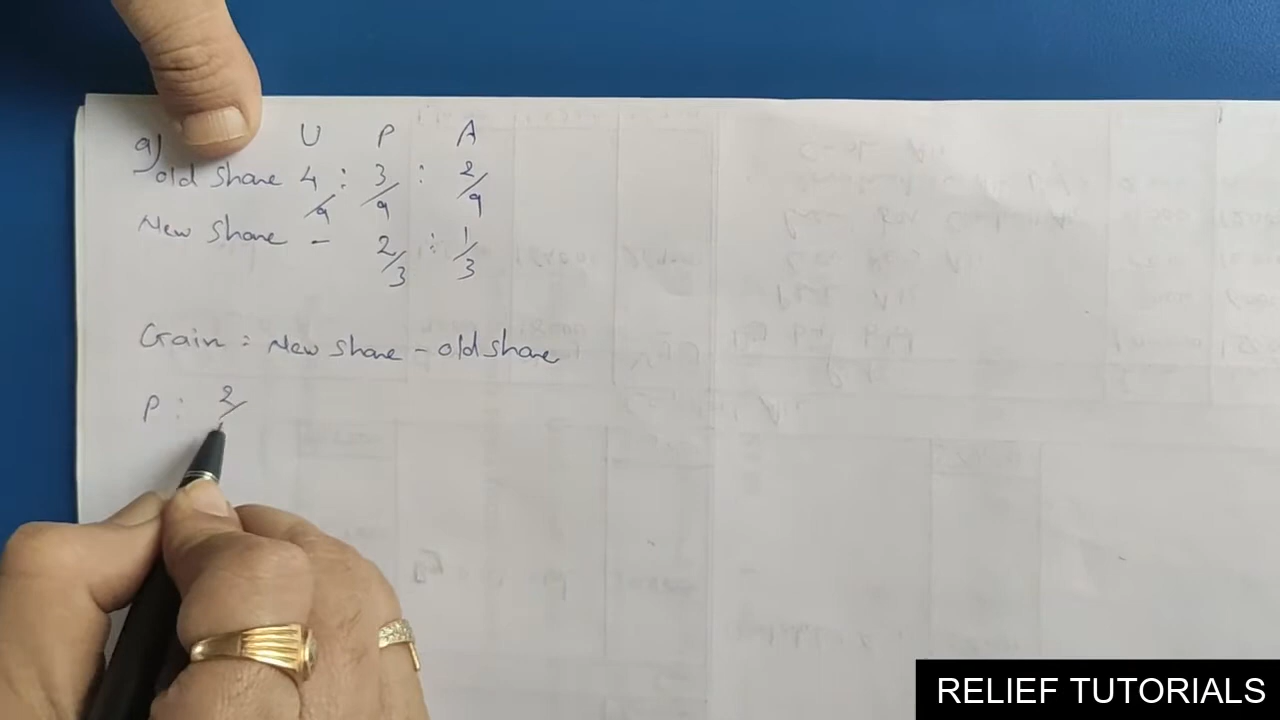 a) U P A
old share 4/9 : 3/9 : 2/9
New share - 2/3 : 1/3
Gain = New share - old share
P : 2/
RELIEF TUTORIALS